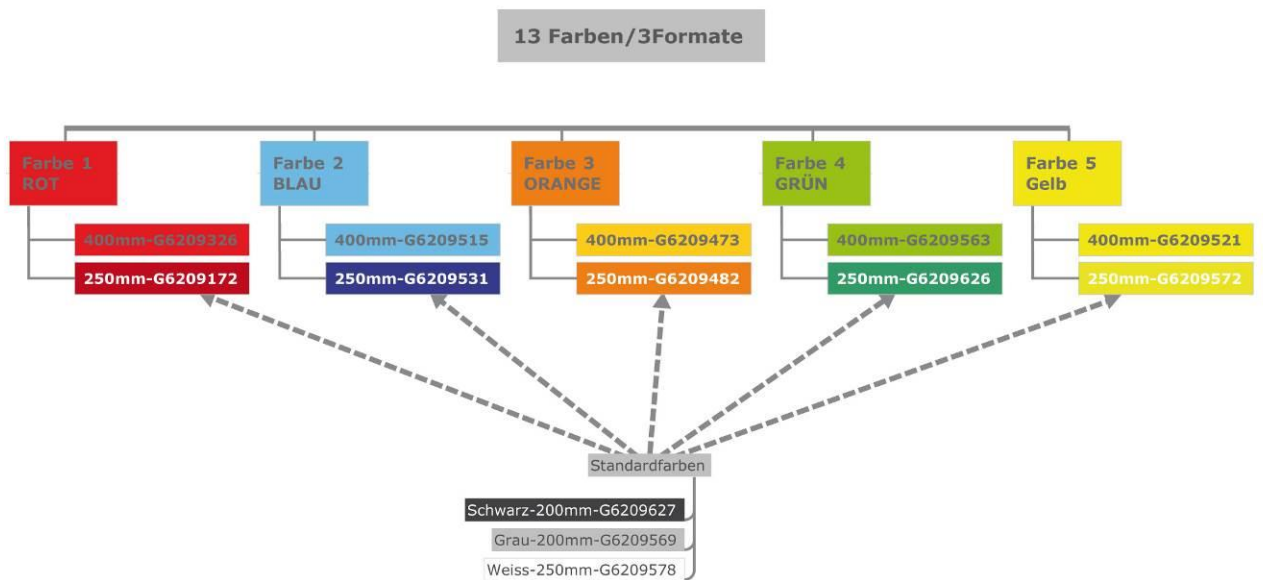 13 Farben/3Formate
Farbe 1
ROT
400mm-G6209326
250mm-G6209172
Farbe 2
BLAU
400mm-G6209515
250mm-G6209531
Farbe 3
ORANGE
400mm-G6209473
250mm-G6209482
Farbe 4
GRÜN
400mm-G6209563
250mm-G6209626
Farbe 5
Gelb
400mm-G6209521
250mm-G6209572
Standardfarben
Schwarz-200mm-G6209627
Grau-200mm-G6209569
Weiss-250mm-G6209578